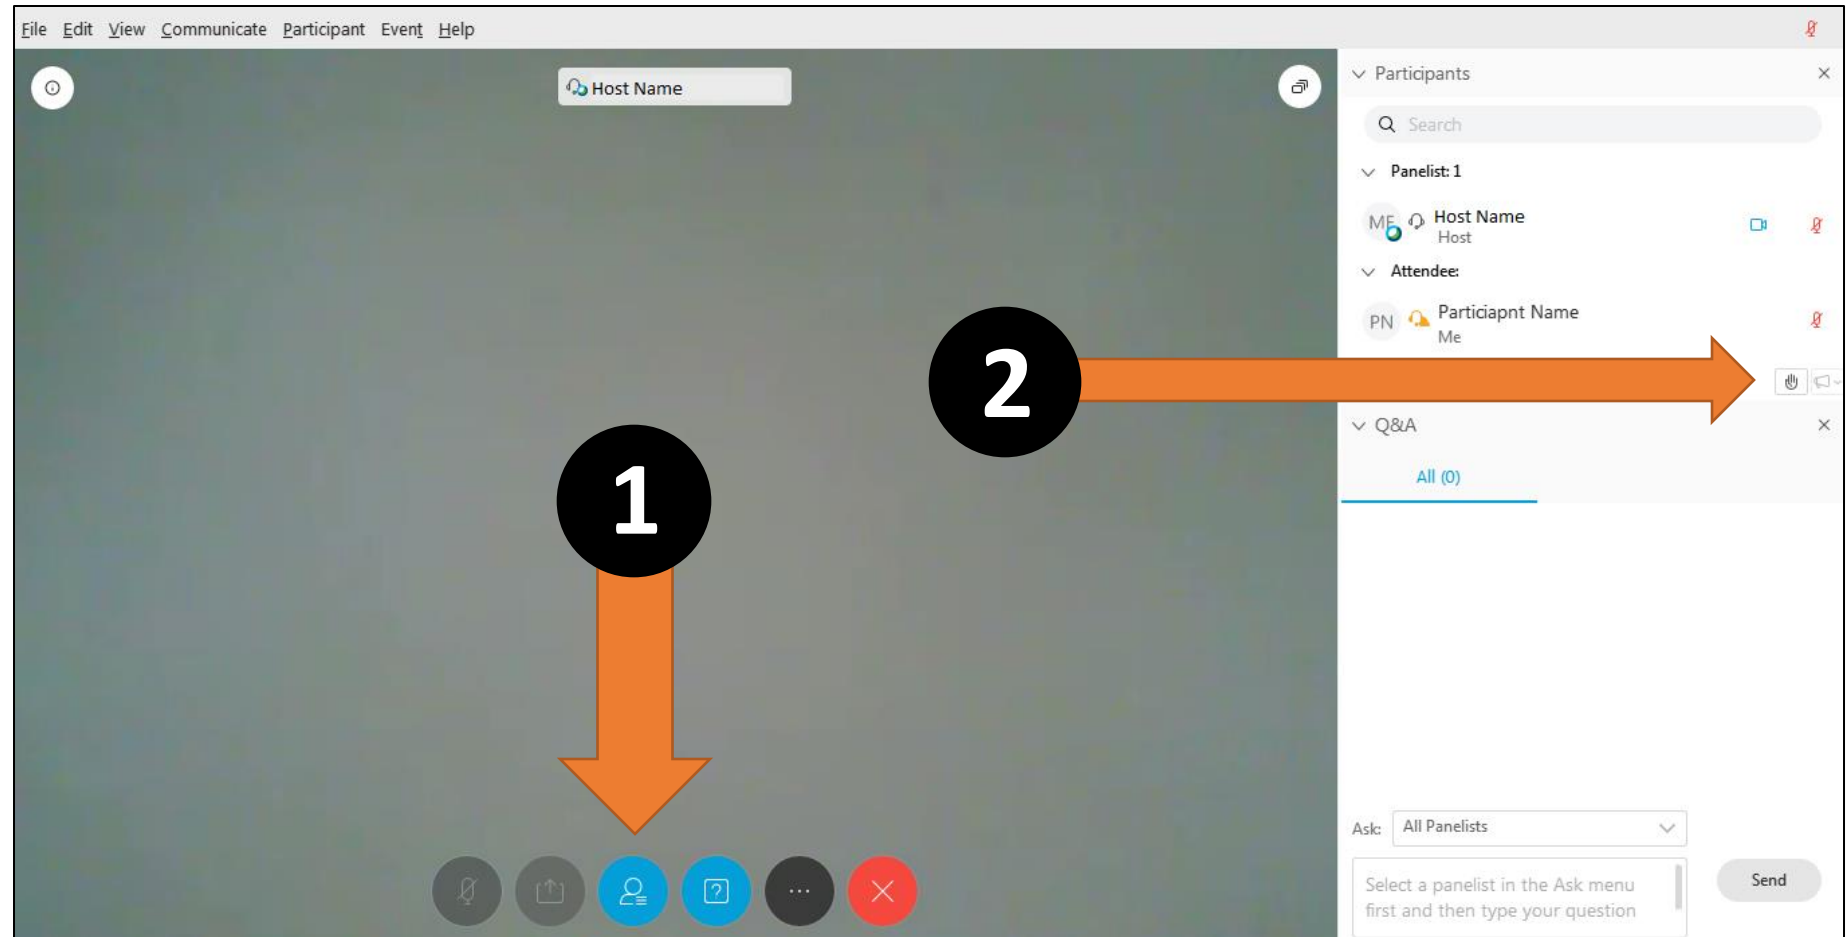 File Edit View Communicate Participant Event Help
Host Name
Participants
Search
Panelist: 1
ME
Host Name
Host
Attendee:
PN
Particiapnt Name
Me
2
Q&A
All (0)
1
Ask:
All Panelists
Select a panelist in the Ask menu
first and then type your question
Send